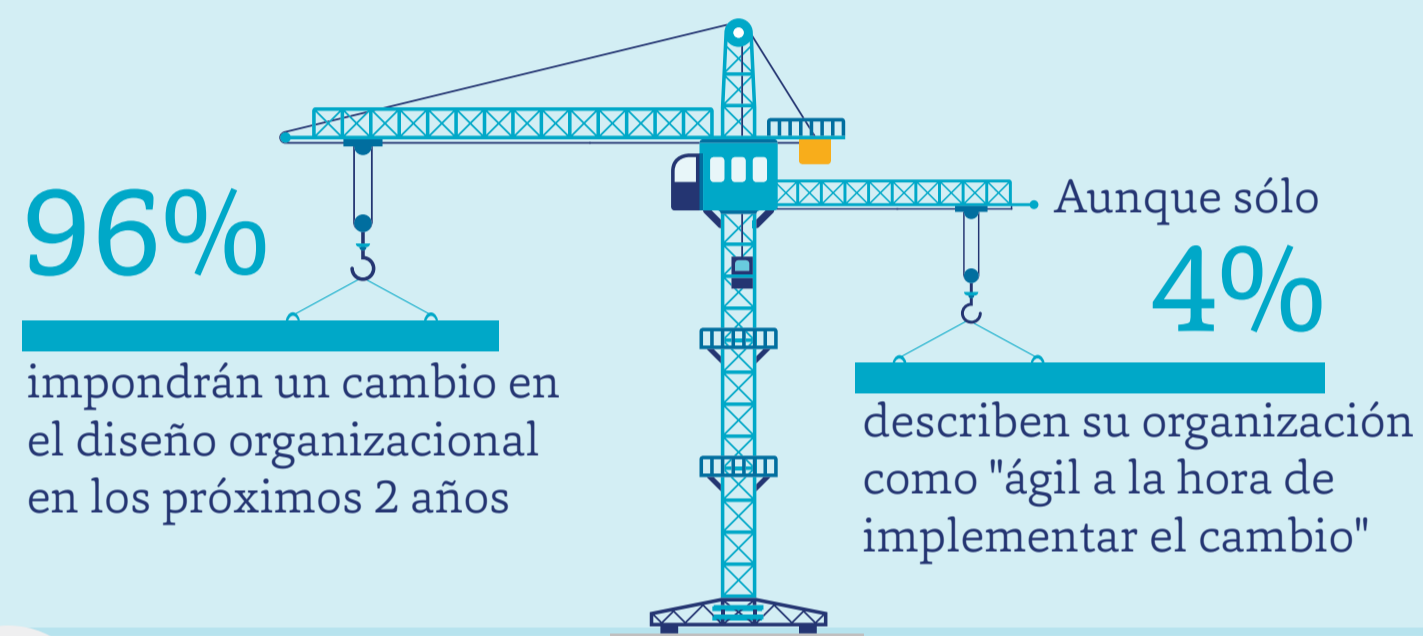 96%
impondrán un cambio en
el diseño organizacional
en los próximos 2 años
Aunque sólo
4%
describen su organización
como "ágil a la hora de
implementar el cambio"